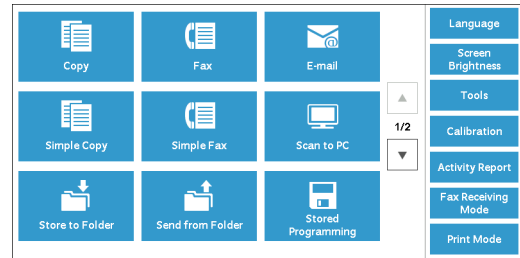 Copy
Fax
E-mail
Simple Copy
Simple Fax
Scan to PC
Store to Folder
Send from Folder
Stored
Programming
1/2
Language
Screen
Brightness
Tools
Calibration
Activity Report
Fax Receiving
Mode
Print Mode